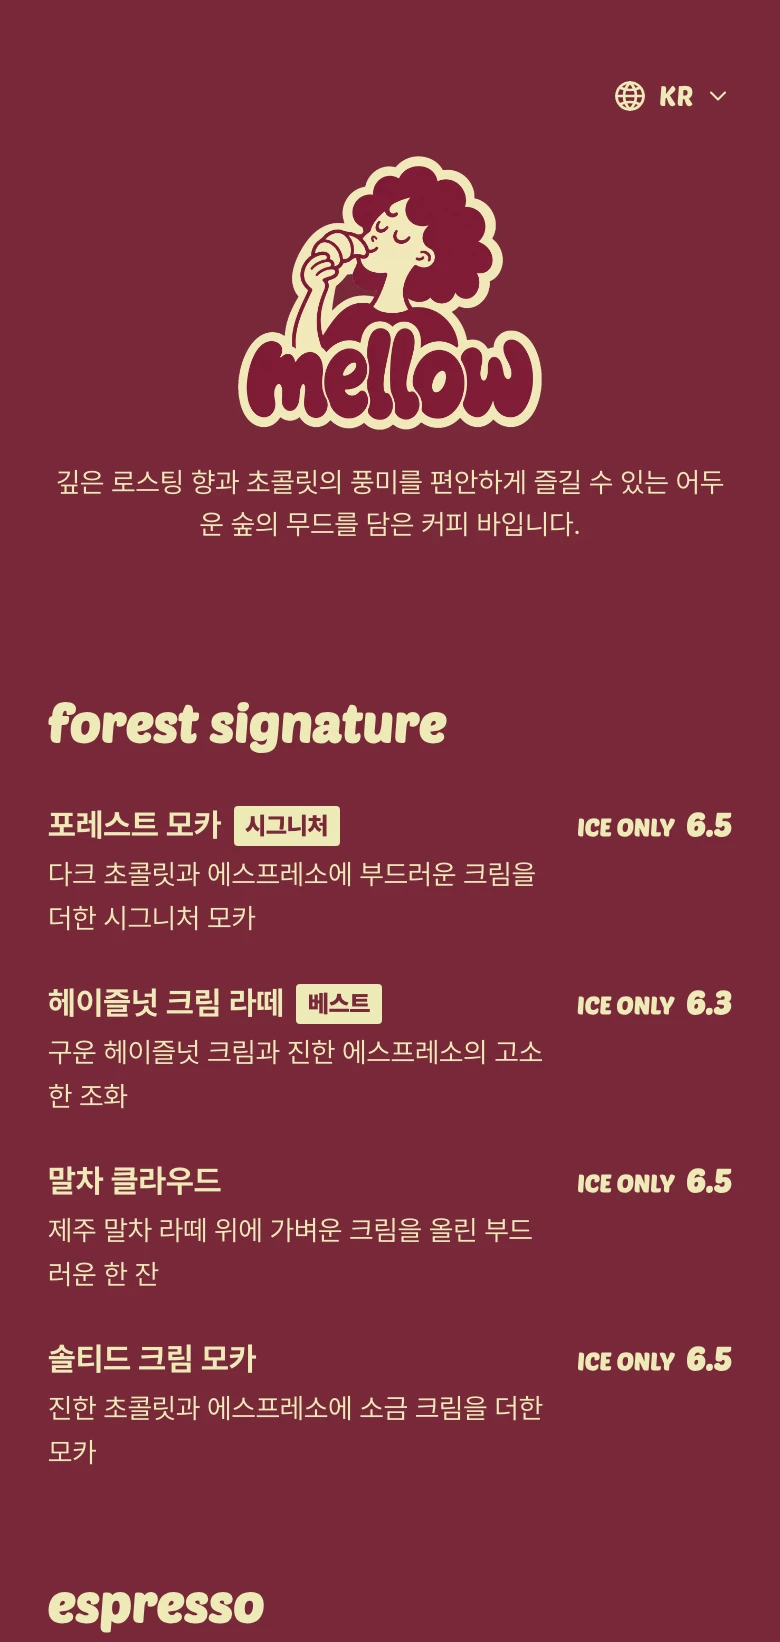 KR
mellow
깊은 로스팅 향과 초콜릿의 풍미를 편안하게 즐길 수 있는 어두
운 숲의 무드를 담은 커피 바입니다.
forest signature
포레스트 모카 시그니처 ICE ONLY 6.5
다크 초콜릿과 에스프레소에 부드러운 크림을
더한 시그니처 모카
헤이즐넛 크림 라떼 베스트 ICE ONLY 6.3
구운 헤이즐넛 크림과 진한 에스프레소의 고소
한 조화
말차 클라우드 ICE ONLY 6.5
제주 말차 라떼 위에 가벼운 크림을 올린 부드
러운 한 잔
솔티드 크림 모카 ICE ONLY 6.5
진한 초콜릿과 에스프레소에 소금 크림을 더한
모카
espresso